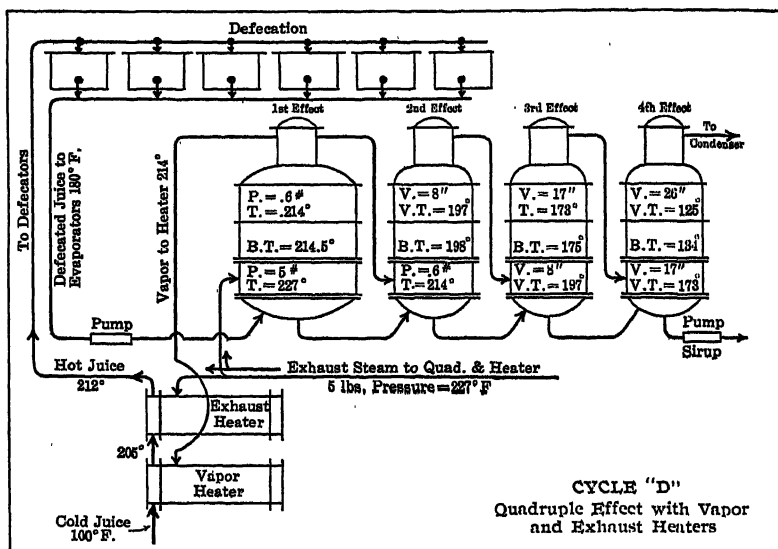 Defecation
1st Effect
2nd Effect
3rd Effect
4th Effect
To
Condenser
To Defecators
Defecated Juice to
Evaporators 180° F.
Vapor to Heater 214°
P.= .6#
T.= .214°
B.T.= 214.5°
P.= 5#
T.= 227°
V.= 8"
V.T.= 197°
B.T.= 198°
P.= .6#
T.= 214°
V.= 17"
T.= 173°
B.T.= 175°
V.= 8"
V.T.= 197°
V.= 26"
V.T.= 125°
B.T.= 134°
V.= 17"
V.T.= 173°
Pump
Pump
Sirup
Exhaust Steam to Quad. & Heater
5 lbs, Pressure = 227° F
Hot Juice
212°
Exhaust
Heater
205°
Vapor
Heater
Cold Juice
100° F.
CYCLE "D"
Quadruple Effect with Vapor
and Exhaust Heaters